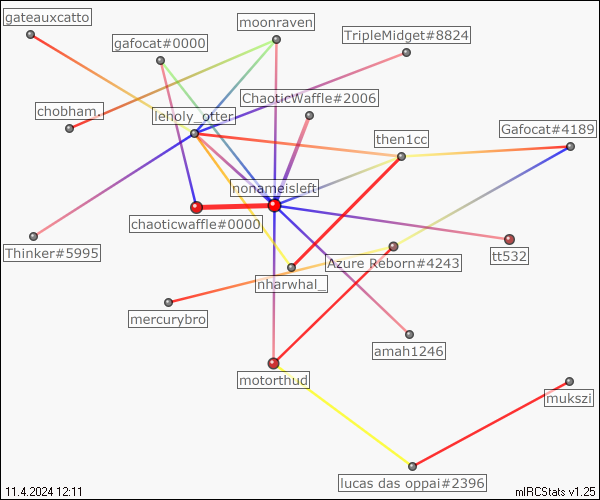 gateauxcatto
moonraven
gafocat#0000
TripleMidget#8824
ChaoticWaffle#2006
chobham.
leholy_otter
Gafocat#4189
then1cc
nonameisleft
chaoticwaffle#0000
Thinker#5995
tt532
Azure Reborn#4243
nharwhal_
mercurybro
amah1246
motorthud
mukszi
lucas das oppai#2396
11.4.2024 12:11
mIRCStats v1.25